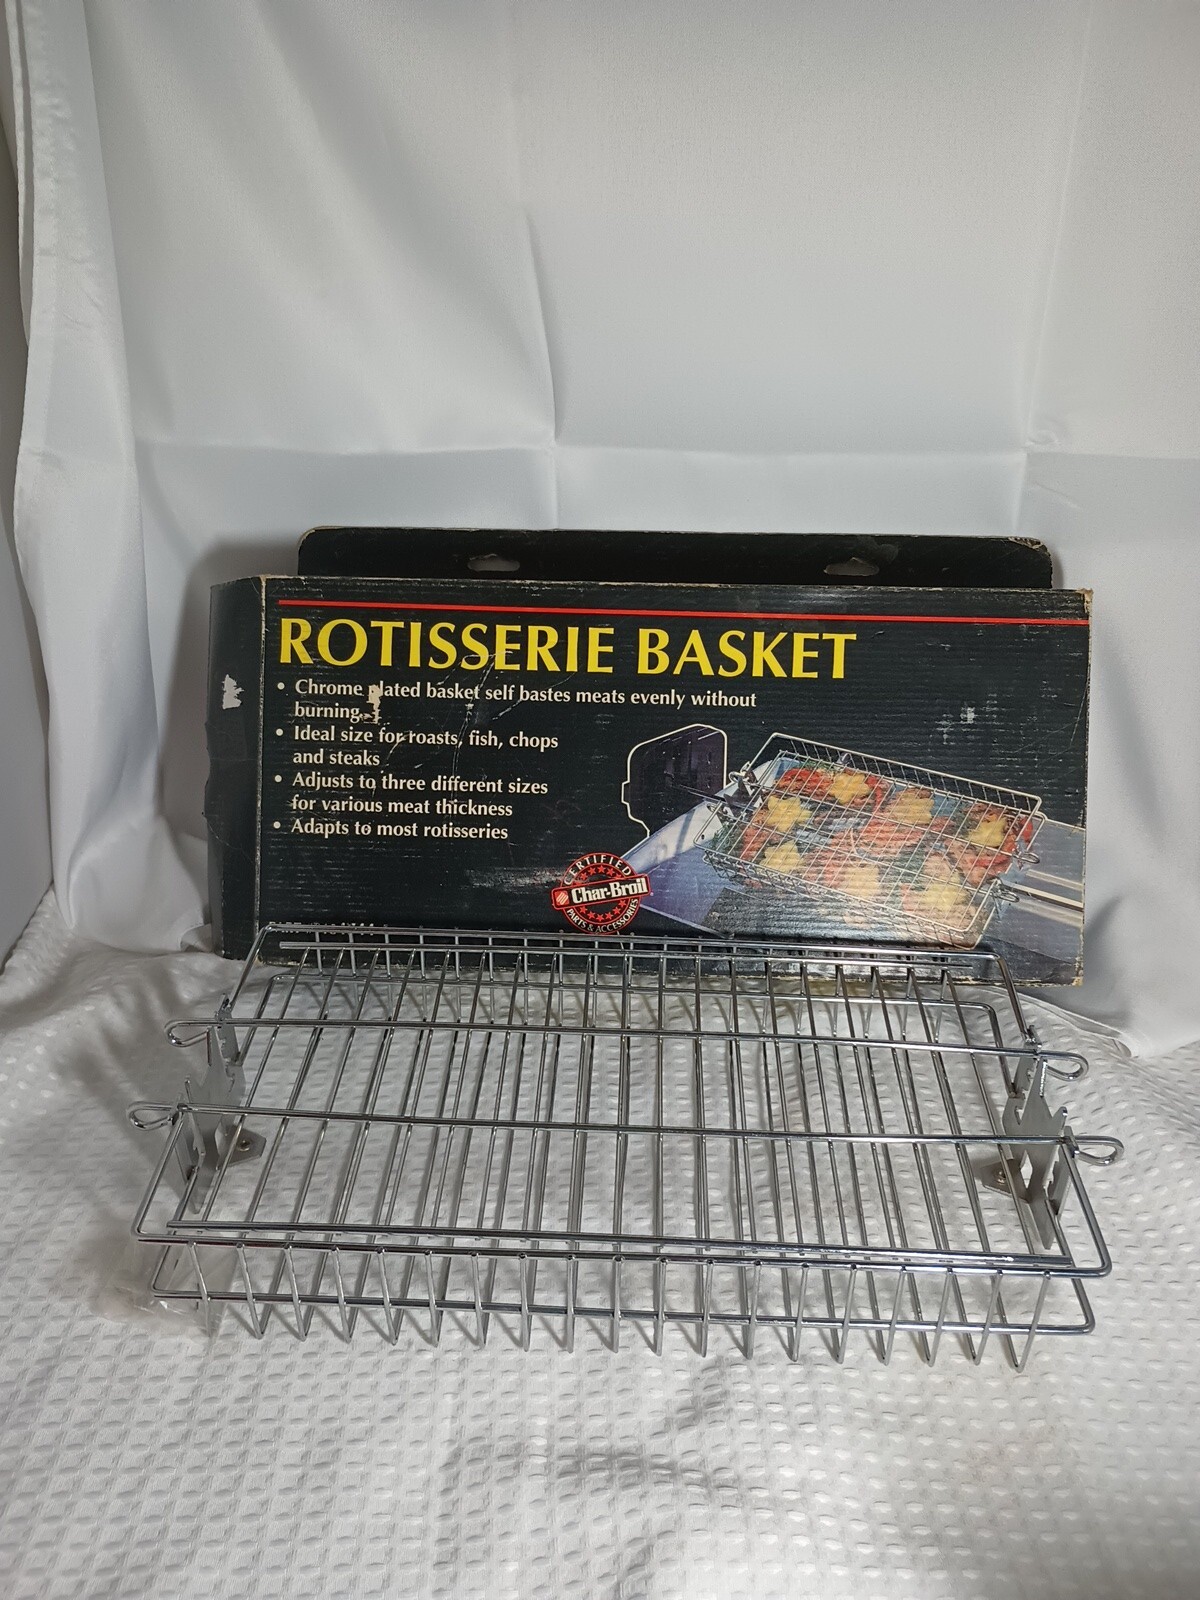 ROTISSERIE BASKET
• Chrome plated basket self bastes meats evenly without
burning.
• Ideal size for roasts, fish, chops
and steaks
• Adjusts to three different sizes
for various meat thickness
• Adapts to most rotisseries
CERTIFIED
Char-Broil
PARTS & ACCESSORIES